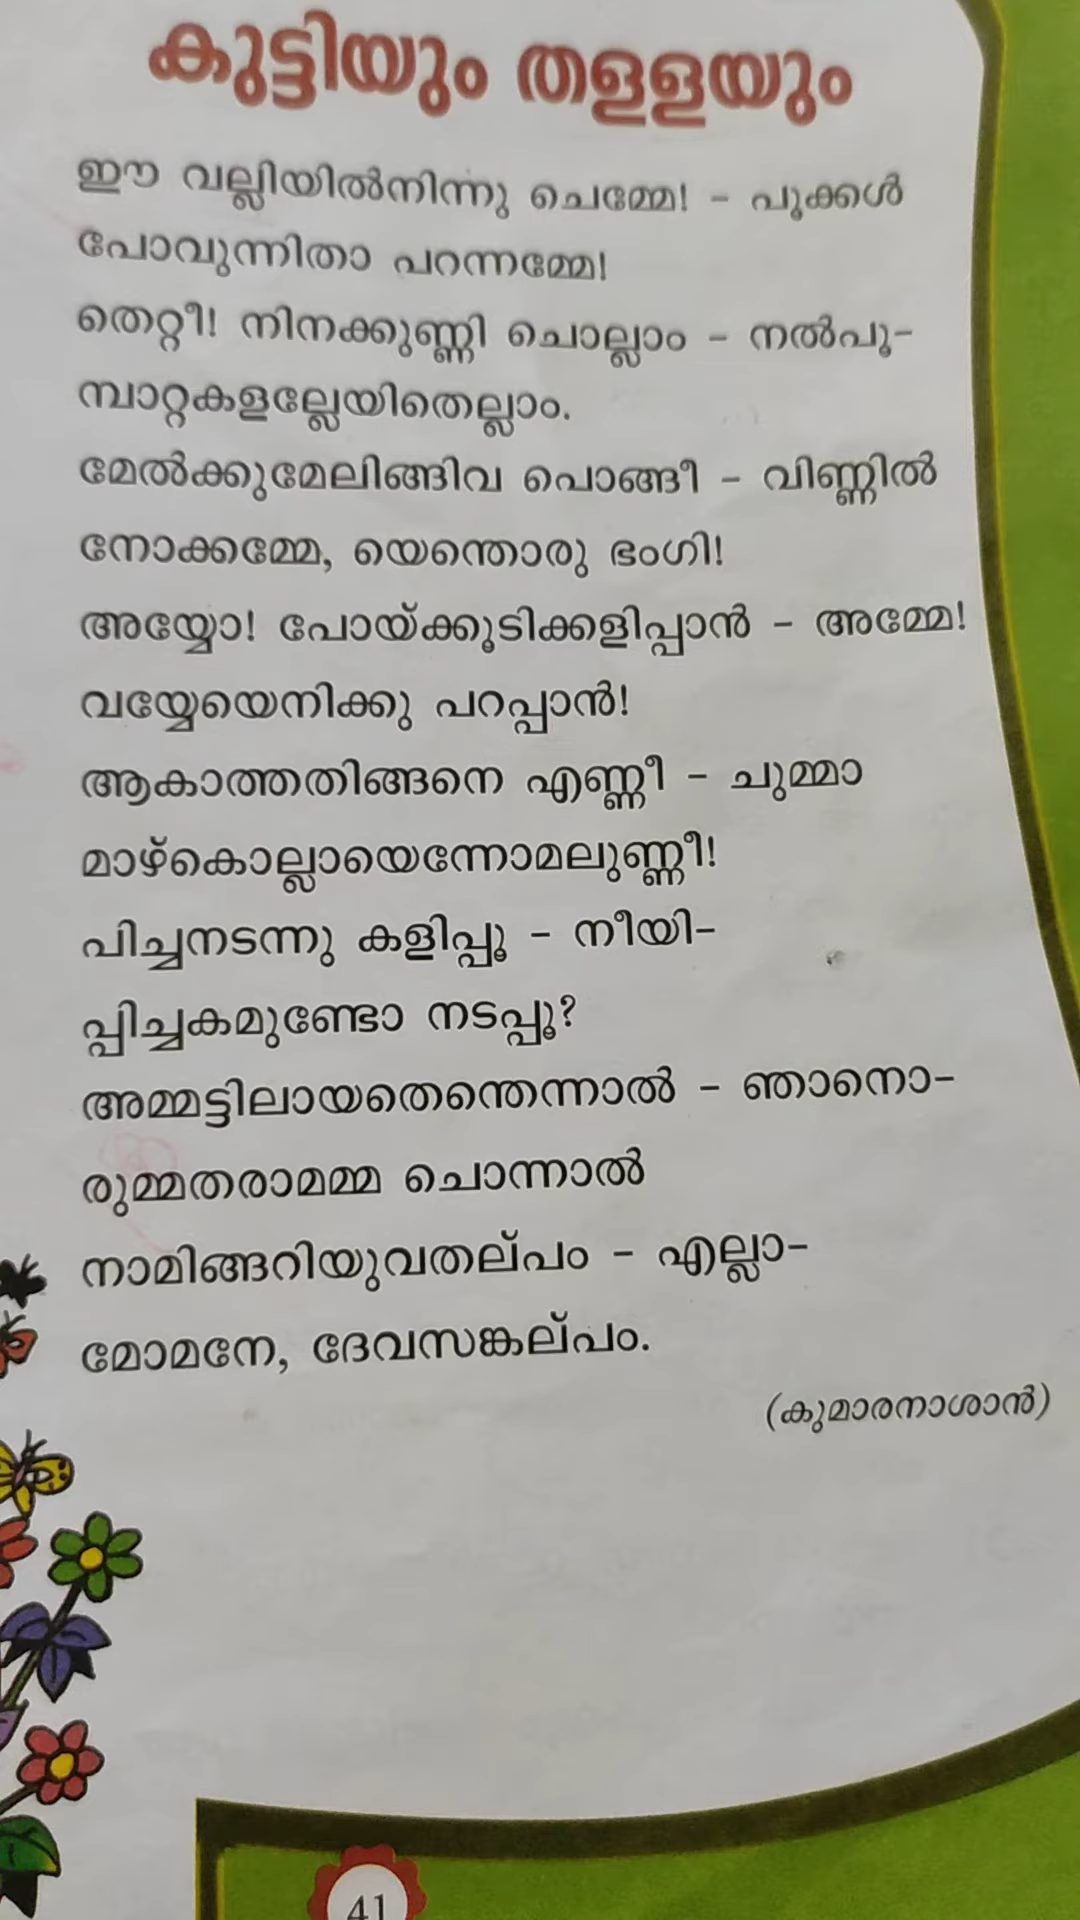 കുട്ടിയും തള്ളയും
ഈ വല്ലിയിൽനിന്നു ചെമ്മേ! - പൂക്കൾ
പോവുന്നിതാ പറന്നമ്മേ!
തെറ്റീ! നിനക്കുണ്ണി ചൊല്ലാം - നൽപൂ-
മ്പാറ്റകളല്ലേയിതെല്ലാം.
മേൽക്കുമേലിങ്ങിവ പൊങ്ങീ - വിണ്ണിൽ
നോക്കമ്മേ, യെന്തൊരു ഭംഗി!
അയ്യോ! പോയ്ക്കൂടിക്കളിപ്പാൻ - അമ്മേ!
വയ്യേയെനിക്കു പറപ്പാൻ!
ആകാത്തതിങ്ങനെ എണ്ണീ - ചുമ്മാ
മാഴ്കൊല്ലായെന്നോമലുണ്ണീ!
പിച്ചനടന്നു കളിപ്പൂ - നീയി-
പ്പിച്ചകമുണ്ടോ നടപ്പൂ?
അമ്മട്ടിലായതെന്തെന്നാൽ - ഞാനൊ-
രുമ്മതരാമമ്മ ചൊന്നാൽ
നാമിങ്ങറിയുവതല്പം - എല്ലാ-
മോമനേ, ദേവസങ്കല്പം.
(കുമാരനാശാൻ)
41